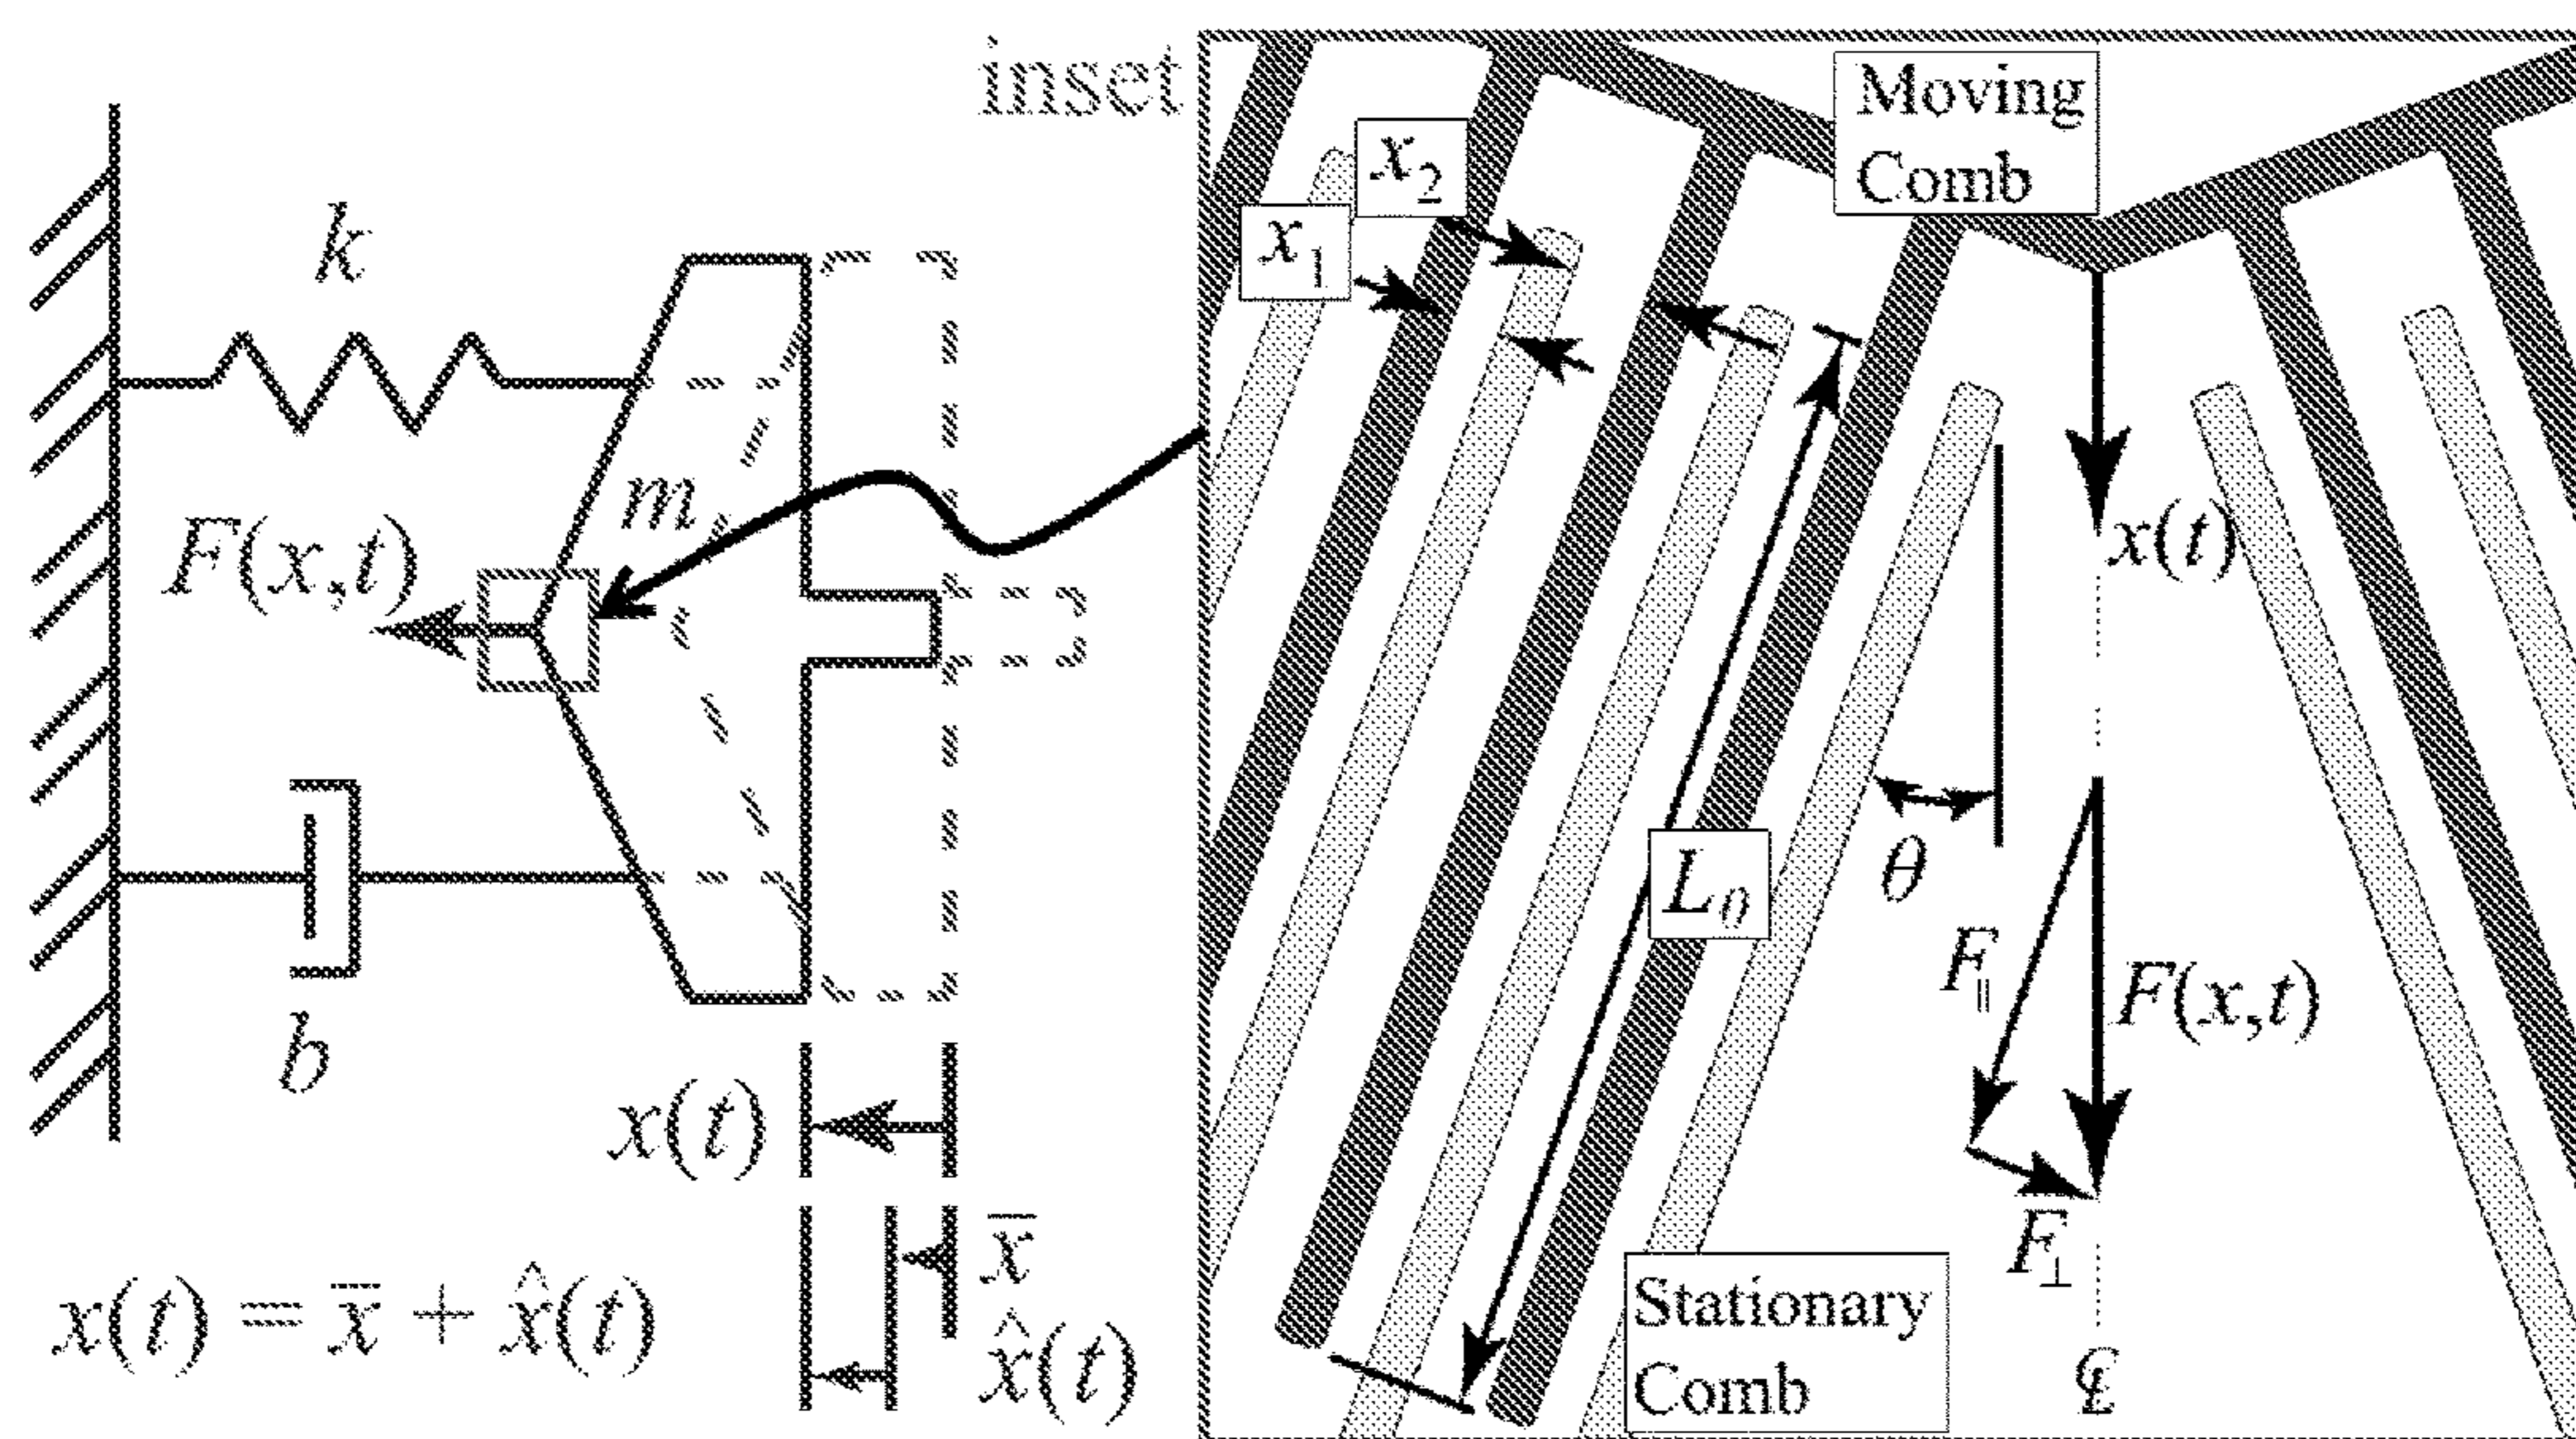 inset
k
m
F(x,t)
b
x(t)
x̅
x̂(t)
x(t) = x̅ + x̂(t)
Moving
Comb
x₂
x₁
x(t)
θ
L₀
F∥
F(x,t)
F⊥
Stationary
Comb
℄